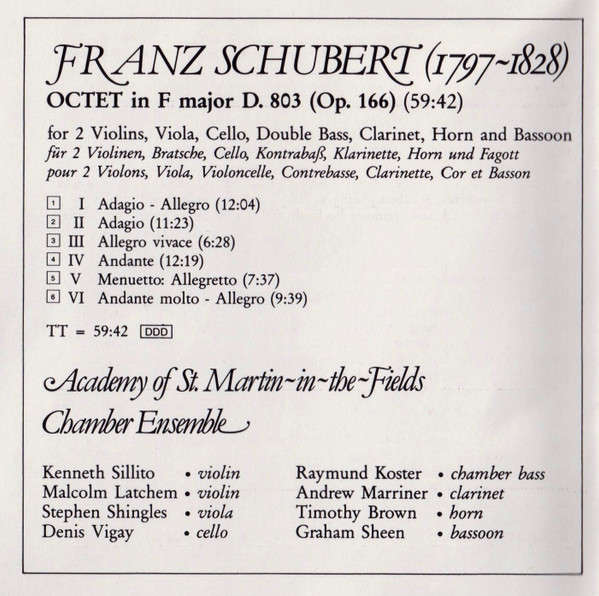 FRANZ SCHUBERT (1797~1828)
OCTET in F major D. 803 (Op. 166) (59:42)
for 2 Violins, Viola, Cello, Double Bass, Clarinet, Horn and Bassoon
für 2 Violinen, Bratsche, Cello, Kontrabaß, Klarinette, Horn und Fagott
pour 2 Violons, Viola, Violoncelle, Contrebasse, Clarinette, Cor et Basson
1 I Adagio - Allegro (12:04)
2 II Adagio (11:23)
3 III Allegro vivace (6:28)
4 IV Andante (12:19)
5 V Menuetto: Allegretto (7:37)
6 VI Andante molto - Allegro (9:39)
TT = 59:42 DDD
Academy of St. Martin~in~the~Fields
Chamber Ensemble
Kenneth Sillito • violin
Malcolm Latchem • violin
Stephen Shingles • viola
Denis Vigay • cello
Raymund Koster • chamber bass
Andrew Marriner • clarinet
Timothy Brown • horn
Graham Sheen • bassoon